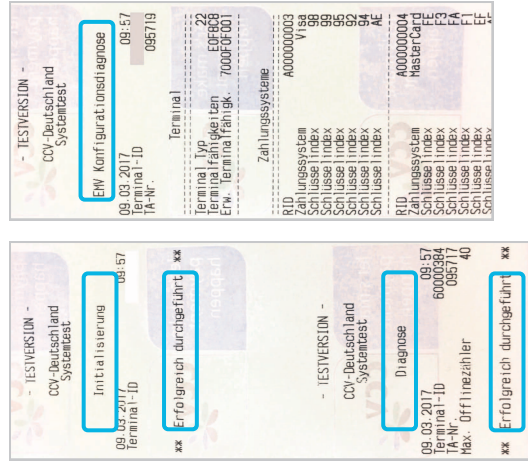 - TESTVERSION -
CCV-Deutschland
Systemtest
Initialisierung
09.03.2017 09:57
Terminal-ID
** Erfolgreich durchgeführt **
- TESTVERSION -
CCV-Deutschland
Systemtest
Diagnose
09.03.2017 09:57
Terminal-ID 60000384
TA-Nr. 095717
Max. Offlinezähler 40
** Erfolgreich durchgeführt **
- TESTVERSION -
CCV-Deutschland
Systemtest
EMV Konfigurationsdiagnose
09.03.2017 09:57
Terminal-ID
TA-Nr. 095719
Terminal
Terminal Typ 22
Terminalfähigkeiten E0F8C8
Erw. Terminalfähigk. 7000F0F001
Zahlungssysteme
RID A000000003
Zahlungssystem Visa
Schlüsselindex 98
Schlüsselindex 99
Schlüsselindex 95
Schlüsselindex 92
Schlüsselindex 94
Schlüsselindex AE
RID A000000004
Zahlungssystem MasterCard
Schlüsselindex FE
Schlüsselindex F3
Schlüsselindex FA
Schlüsselindex F1
Schlüsselindex EF